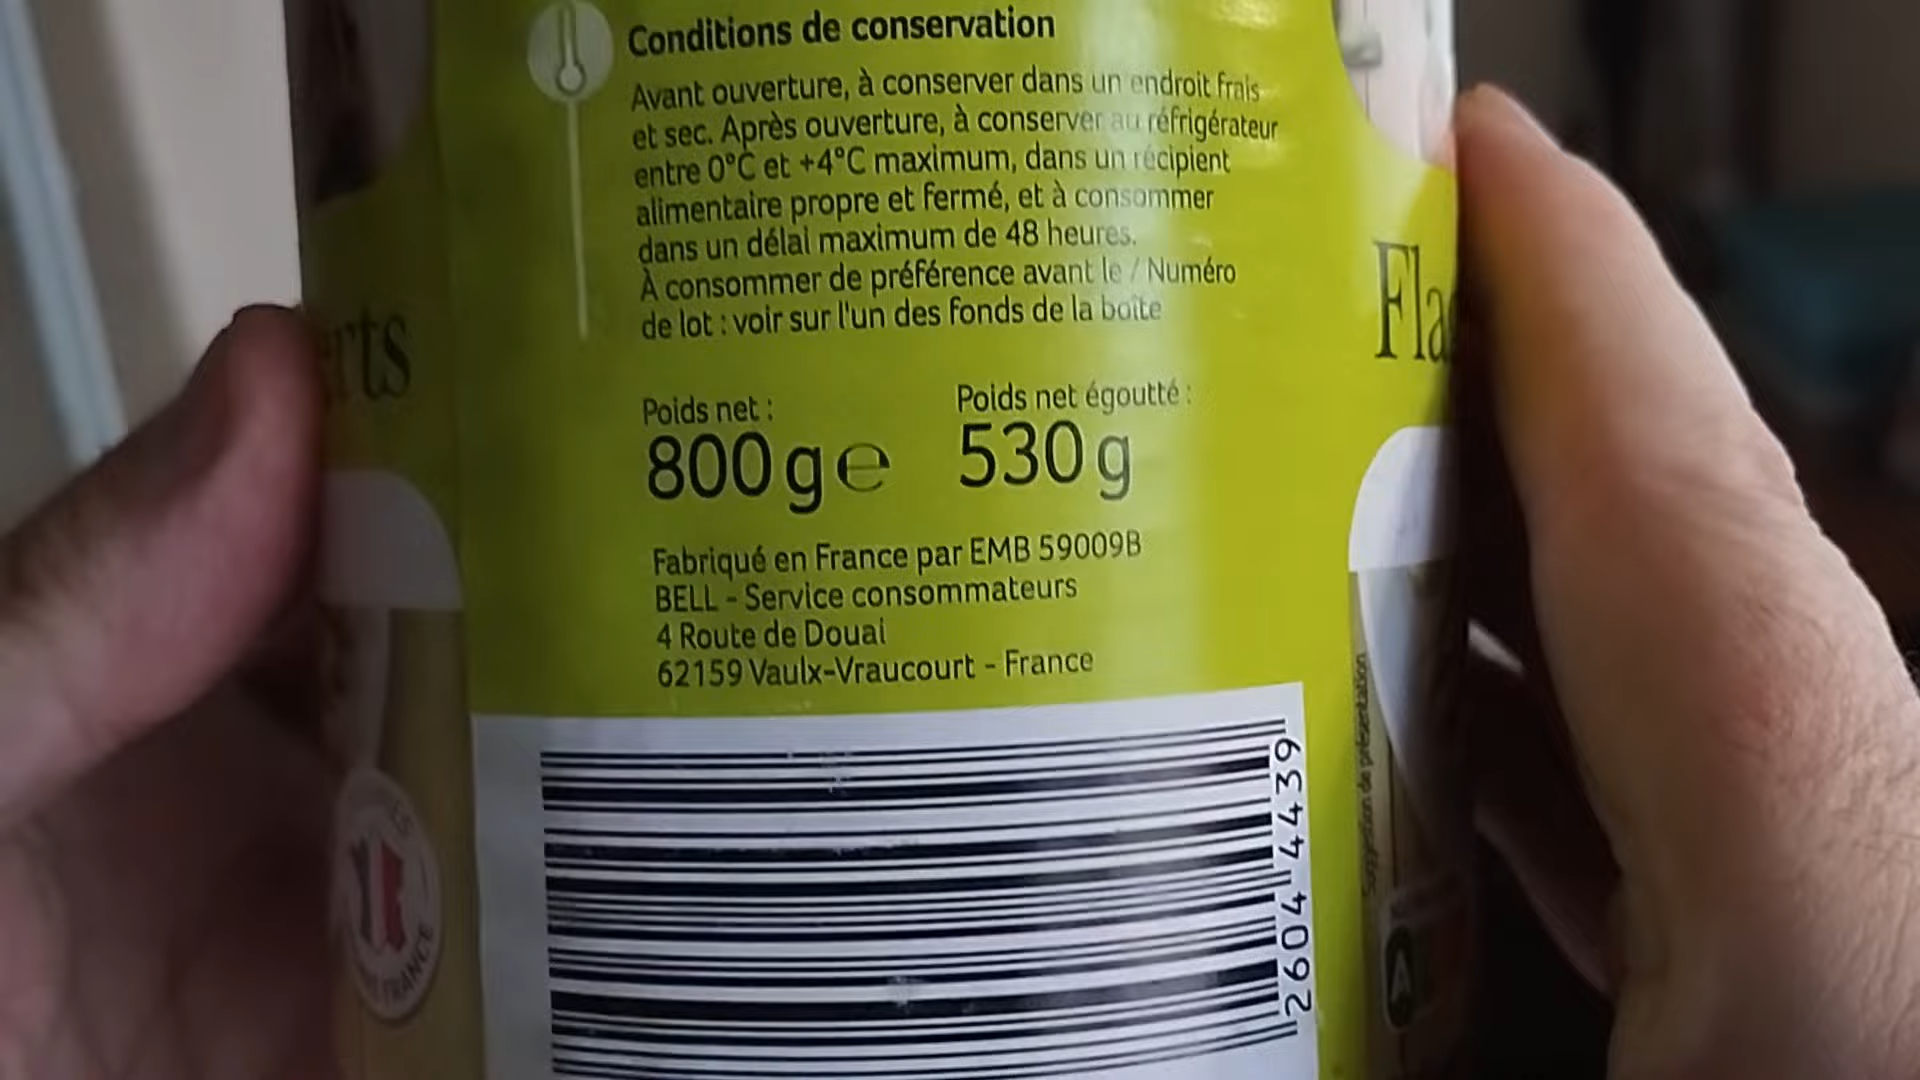 Conditions de conservation
Avant ouverture, à conserver dans un endroit frais
et sec. Après ouverture, à conserver au réfrigérateur
entre 0°C et +4°C maximum, dans un récipient
alimentaire propre et fermé, et à consommer
dans un délai maximum de 48 heures.
À consommer de préférence avant le / Numéro
de lot : voir sur l'un des fonds de la boîte
Poids net :
800 g e
Poids net égoutté :
530 g
Fabriqué en France par EMB 59009B
BELL - Service consommateurs
4 Route de Douai
62159 Vaulx-Vraucourt - France
2604 4439
rts
Fla
Suggestion de présentation
FRANCE
A